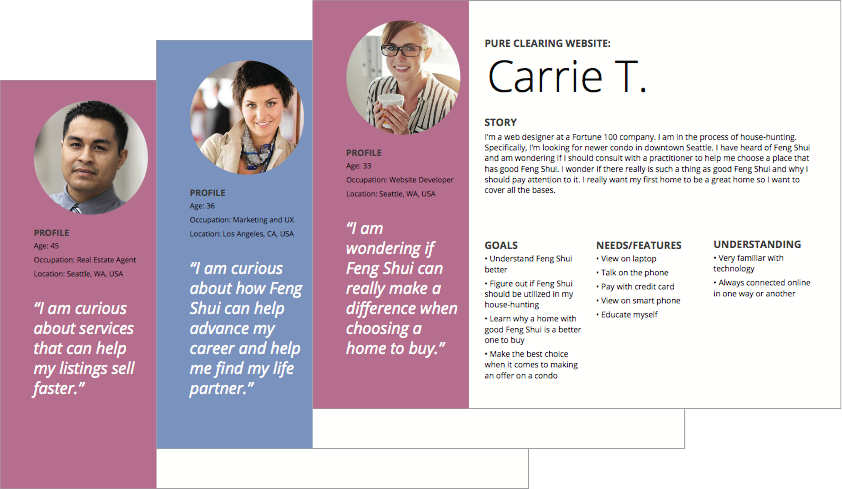 PROFILE
Age: 45
Occupation: Real Estate Agent
Location: Seattle, WA, USA
“I am curious
about services
that can help
my listings sell
faster.”
PROFILE
Age: 36
Occupation: Marketing and UX
Location: Los Angeles, CA, USA
“I am curious
about how Feng
Shui can help
advance my
career and help
me find my life
partner.”
PROFILE
Age: 33
Occupation: Website Developer
Location: Seattle, WA, USA
“I am
wondering if
Feng Shui can
really make a
difference when
choosing a
home to buy.”
PURE CLEARING WEBSITE:
Carrie T.
STORY
I'm a web designer at a Fortune 100 company. I am in the process of house-hunting.
Specifically, I'm looking for newer condo in downtown Seattle. I have heard of Feng Shui
and am wondering if I should consult with a practitioner to help me choose a place that
has good Feng Shui. I wonder if there really is such a thing as good Feng Shui and why I
should pay attention to it. I really want my first home to be a great home so I want to
cover all the bases.
GOALS
• Understand Feng Shui
better
• Figure out if Feng Shui
should be utilized in my
house-hunting
• Learn why a home with
good Feng Shui is a better
one to buy
• Make the best choice
when it comes to making
an offer on a condo
NEEDS/FEATURES
• View on laptop
• Talk on the phone
• Pay with credit card
• View on smart phone
• Educate myself
UNDERSTANDING
• Very familiar with
technology
• Always connected online
in one way or another